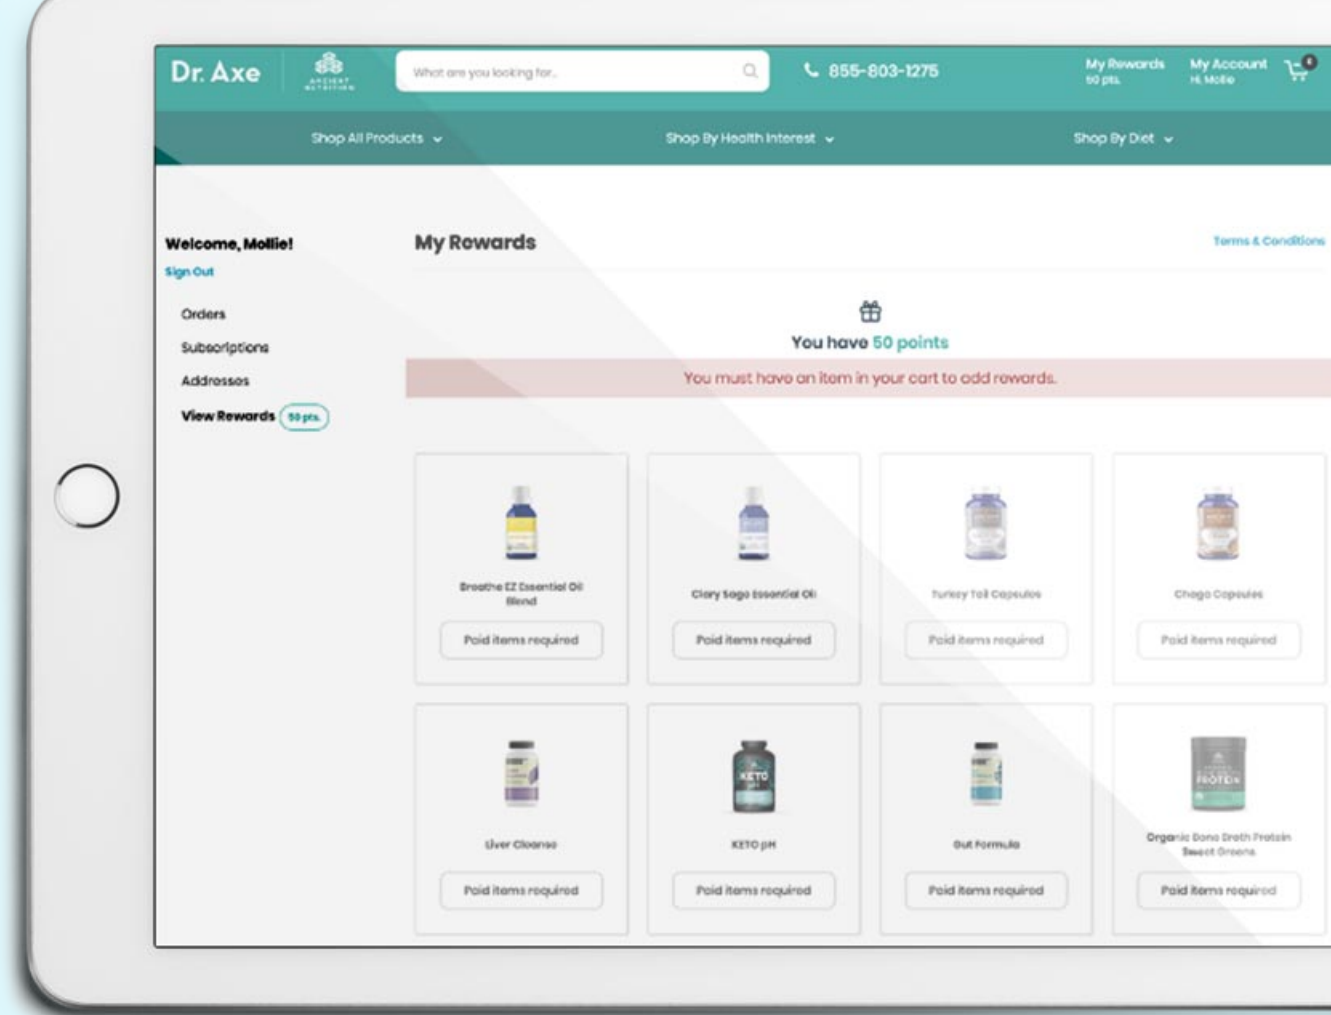 Dr. Axe
ANCIENT
NUTRITION
What are you looking for..
855-803-1275
My Rewards
50 pts.
My Account
Hi, Mollie
Shop All Products
Shop By Health Interest
Shop By Diet
Welcome, Mollie!
Sign Out
Orders
Subscriptions
Addresses
View Rewards 50 pts.
My Rewards
Terms & Conditions
You have 50 points
You must have an item in your cart to add rewards.
Breathe EZ Essential Oil
Blend
Paid items required
Clary Sage Essential Oil
Paid items required
Turkey Tail Capsules
Paid items required
Chaga Capsules
Paid items required
Liver Cleanse
Paid items required
KETO
pH
KETO pH
Paid items required
Gut Formula
Paid items required
PROTEIN
Organic Bone Broth Protein
Sweet Greens
Paid items required